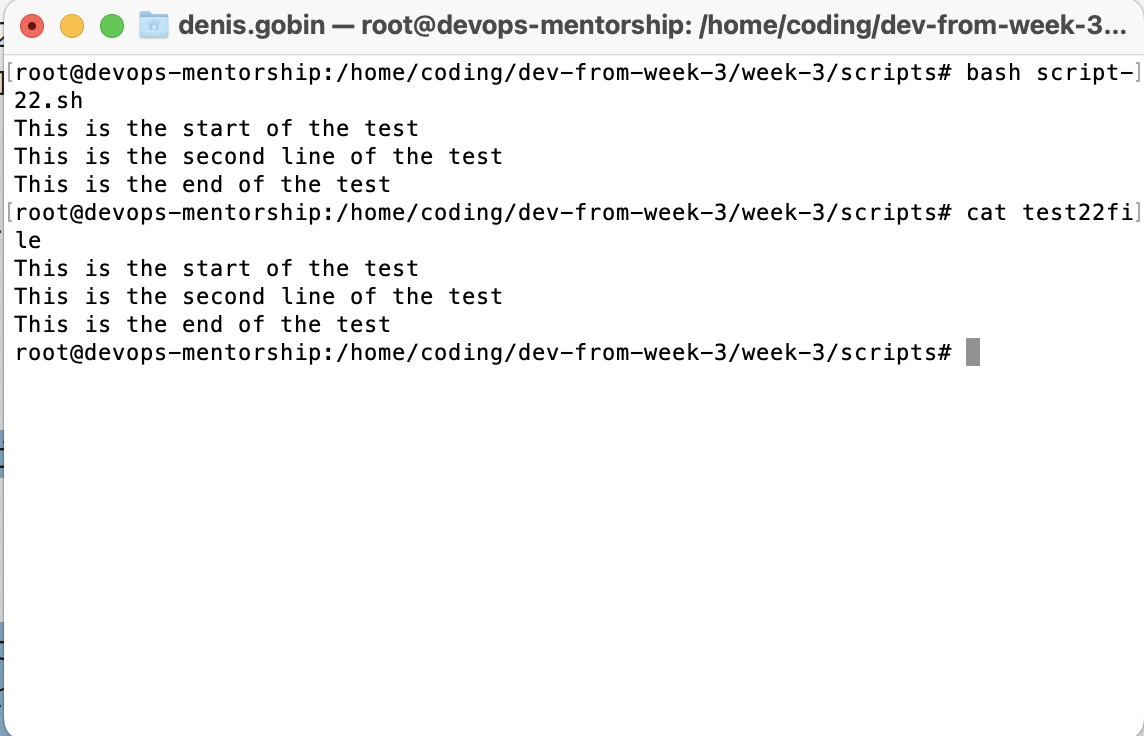 denis.gobin — root@devops-mentorship: /home/coding/dev-from-week-3...
[root@devops-mentorship:/home/coding/dev-from-week-3/week-3/scripts# bash script-]
22.sh
This is the start of the test
This is the second line of the test
This is the end of the test
[root@devops-mentorship:/home/coding/dev-from-week-3/week-3/scripts# cat test22fi]
le
This is the start of the test
This is the second line of the test
This is the end of the test
root@devops-mentorship:/home/coding/dev-from-week-3/week-3/scripts#